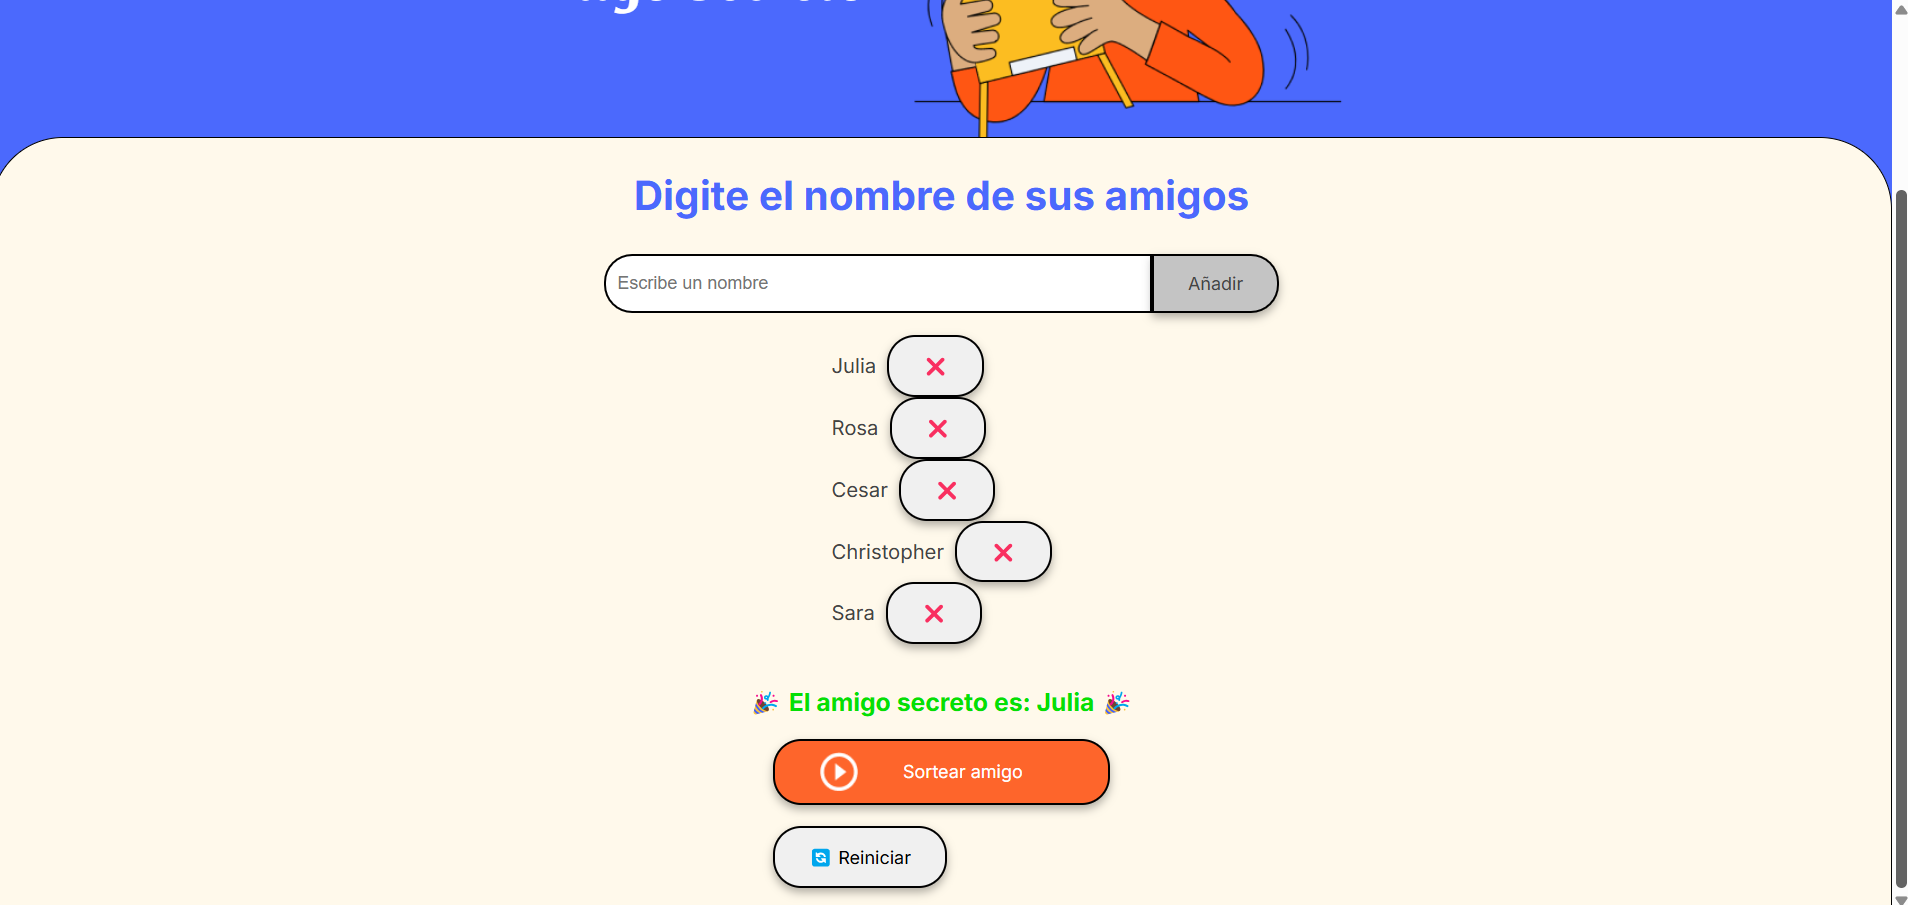 Digite el nombre de sus amigos
Escribe un nombre
Añadir
Julia ❌
Rosa ❌
Cesar ❌
Christopher ❌
Sara ❌
🎉 El amigo secreto es: Julia 🎉
Sortear amigo
🔄 Reiniciar